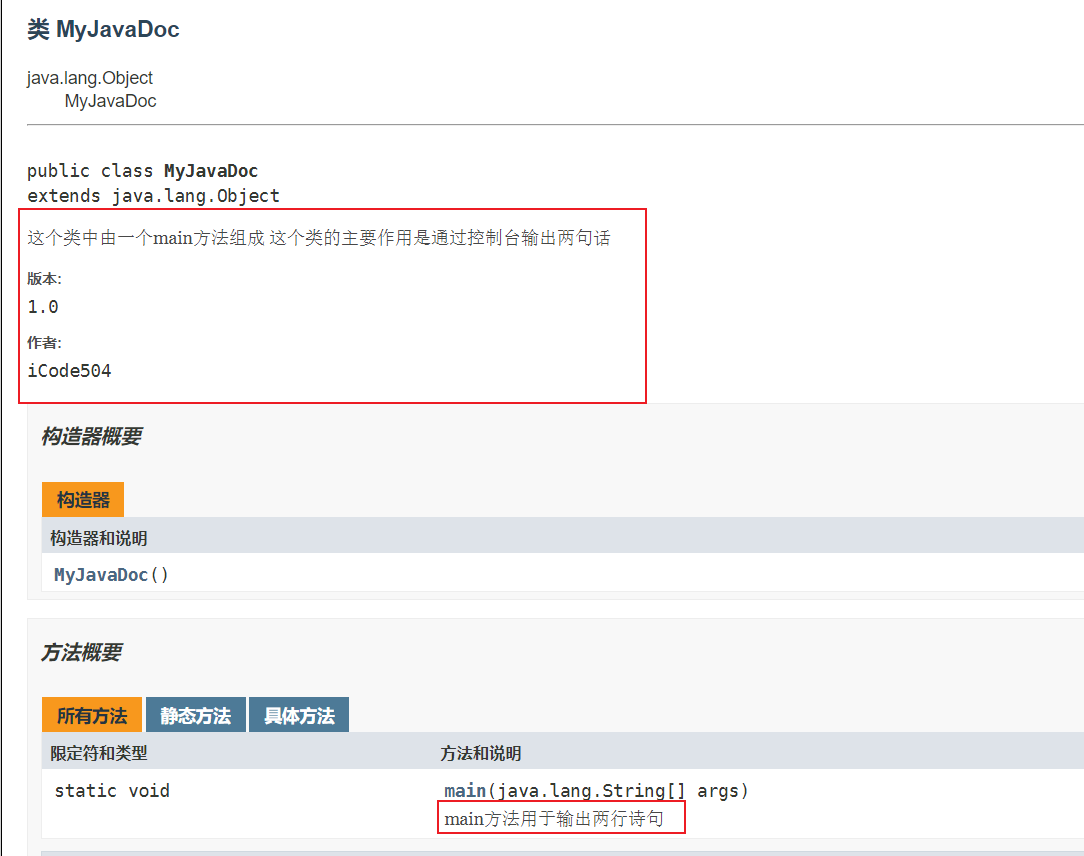 类 MyJavaDoc
java.lang.Object
MyJavaDoc
public class MyJavaDoc
extends java.lang.Object
这个类中由一个main方法组成 这个类的主要作用是通过控制台输出两句话
版本:
1.0
作者:
iCode504
构造器概要
构造器
构造器和说明
MyJavaDoc()
方法概要
所有方法 静态方法 具体方法
限定符和类型 方法和说明
static void main(java.lang.String[] args)
main方法用于输出两行诗句